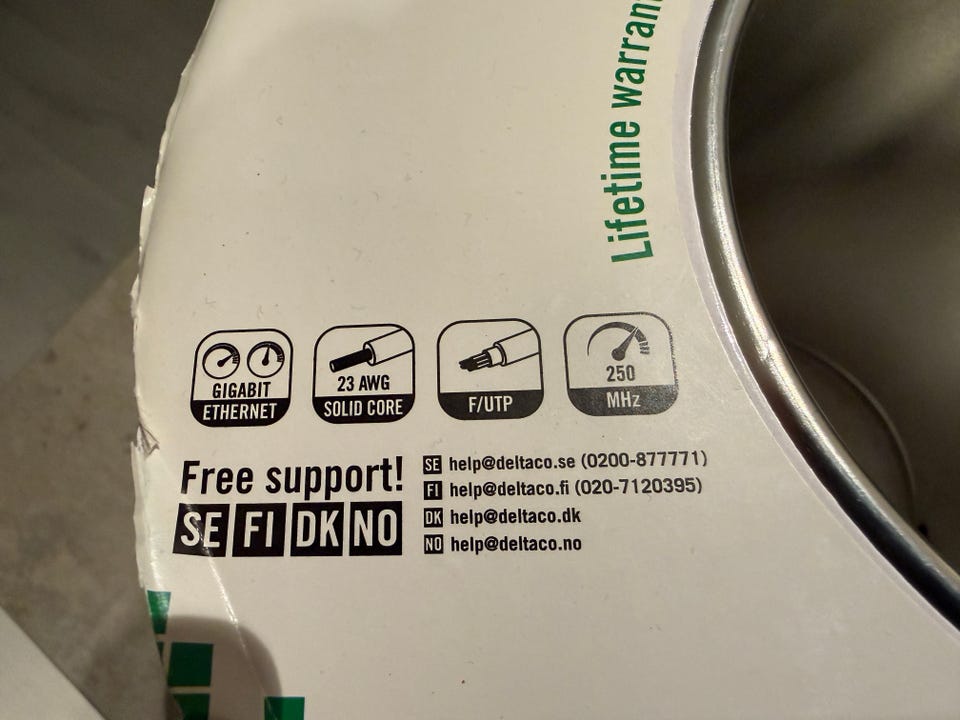 Lifetime
GIGABIT
ETHERNET
23 AWG
SOLID CORE
F/UTP
250
MHz
Free support!
SE FI DK NO
SE help@deltaco.se (0200-877771)
FI help@deltaco.fi (020-7120395)
DK help@deltaco.dk
NO help@deltaco.no